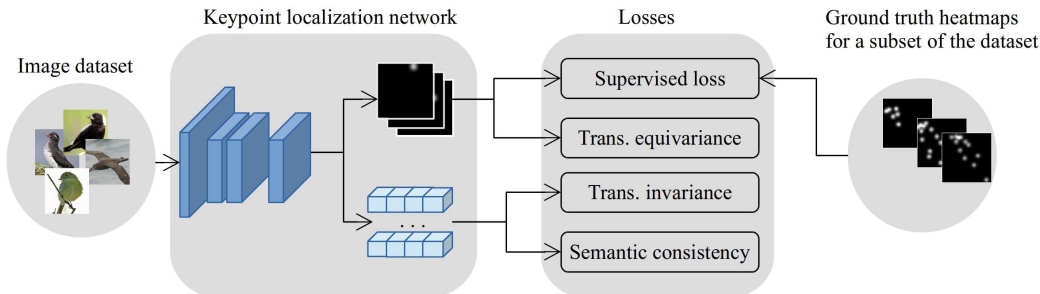 Keypoint localization network
Losses
Ground truth heatmaps
for a subset of the dataset
Image dataset
Supervised loss
Trans. equivariance
Trans. invariance
Semantic consistency
. . .